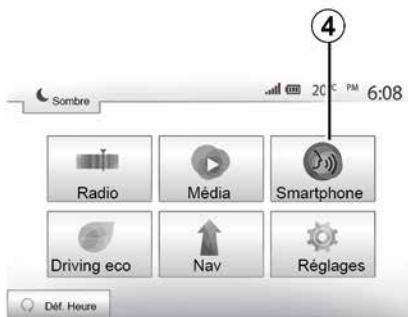 4
Sombre
20°C PM 6:08
Radio Média Smartphone
Driving eco Nav Réglages
Déf. Heure